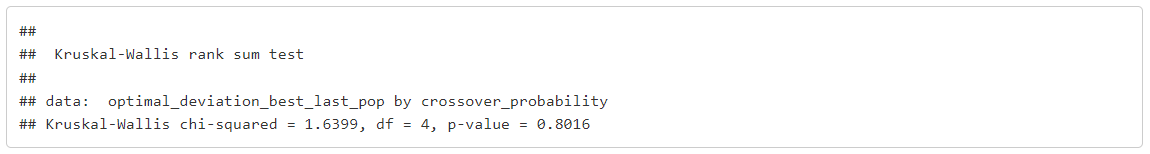 ##
##  Kruskal-Wallis rank sum test
##
## data:  optimal_deviation_best_last_pop by crossover_probability
## Kruskal-Wallis chi-squared = 1.6399, df = 4, p-value = 0.8016